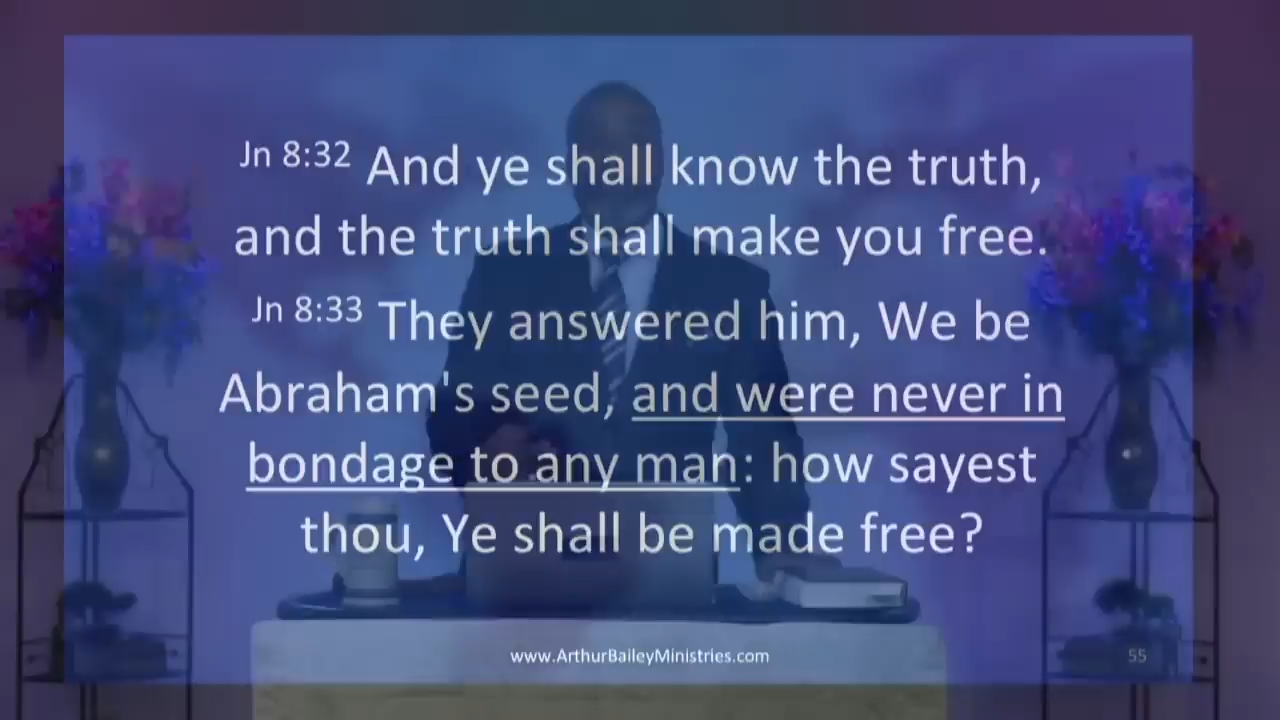 Jn 8:32 And ye shall know the truth,
and the truth shall make you free.
Jn 8:33 They answered him, We be
Abraham's seed, and were never in
bondage to any man: how sayest
thou, Ye shall be made free?
www.ArthurBaileyMinistries.com
55